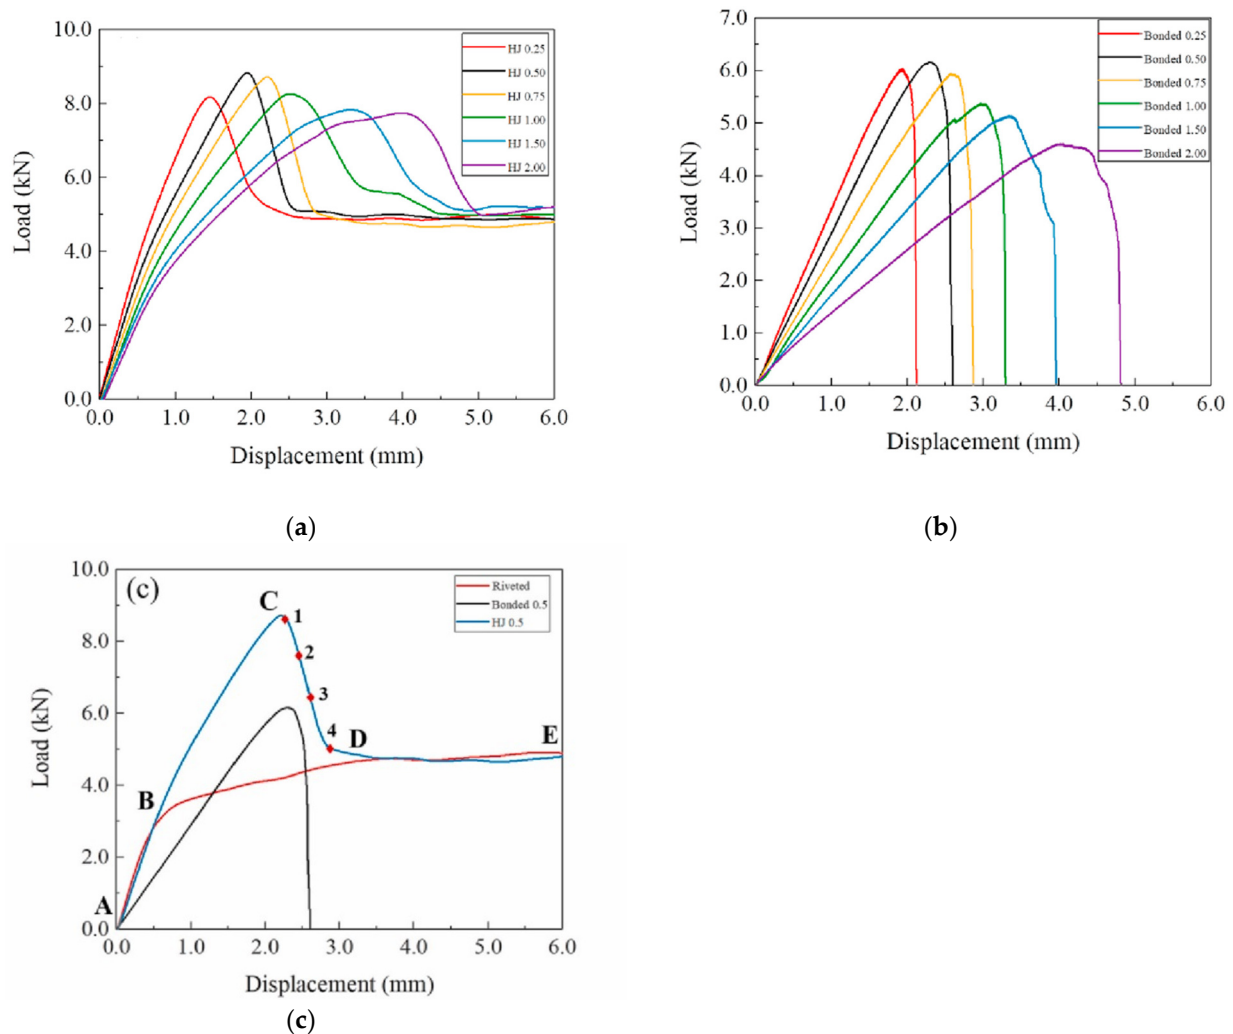 10.0
8.0
6.0
4.0
2.0
0.0
Load (kN)
HJ 0.25
HJ 0.50
HJ 0.75
HJ 1.00
HJ 1.50
HJ 2.00
0.0 1.0 2.0 3.0 4.0 5.0 6.0
Displacement (mm)
(a)
7.0
6.0
5.0
4.0
3.0
2.0
1.0
0.0
Load (kN)
Bonded 0.25
Bonded 0.50
Bonded 0.75
Bonded 1.00
Bonded 1.50
Bonded 2.00
0.0 1.0 2.0 3.0 4.0 5.0 6.0
Displacement (mm)
(b)
10.0
8.0
6.0
4.0
2.0
0.0
Load (kN)
(c)
Riveted
Bonded 0.5
HJ 0.5
C
1
2
3
4
D
E
B
A
0.0 1.0 2.0 3.0 4.0 5.0 6.0
Displacement (mm)
(c)